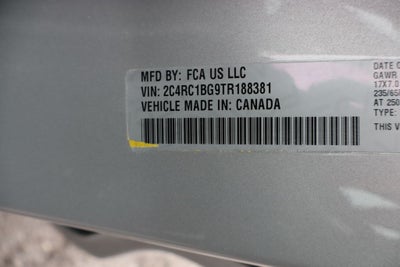 MFD BY: FCA US LLC
VIN: 2C4RC1BG9TR188381
VEHICLE MADE IN: CANADA
DATE O
GAWR
17X7.0
235/65
AT 250
TYPE:
THIS V